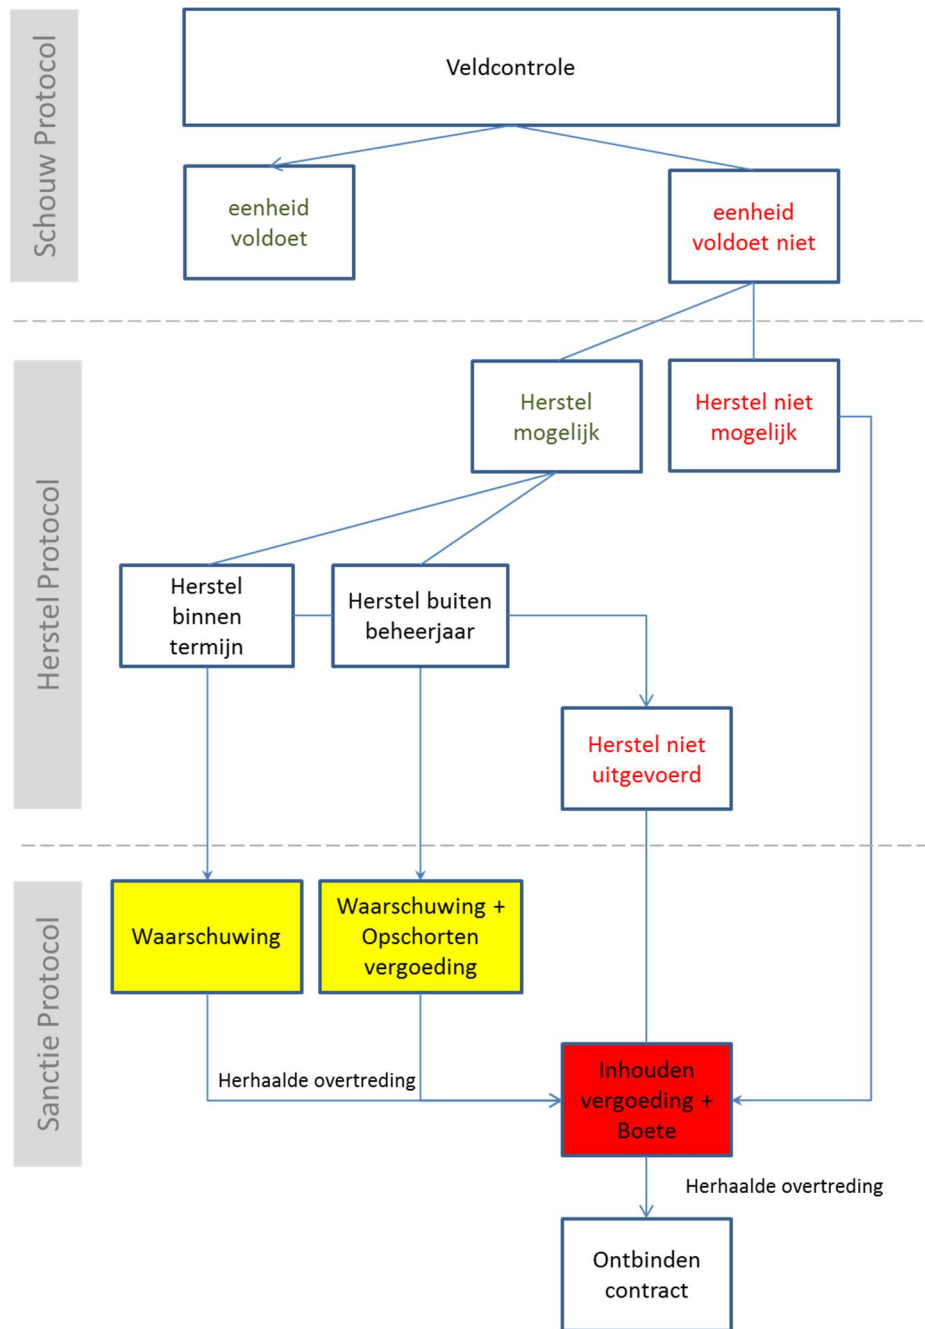 Schouw Protocol
Veldcontrole
eenheid
voldoet
eenheid
voldoet niet
Herstel Protocol
Herstel
mogelijk
Herstel niet
mogelijk
Herstel
binnen
termijn
Herstel buiten
beheerjaar
Herstel niet
uitgevoerd
Sanctie Protocol
Waarschuwing
Waarschuwing +
Opschorten
vergoeding
Herhaalde overtreding
Inhouden
vergoeding +
Boete
Herhaalde overtreding
Ontbinden
contract